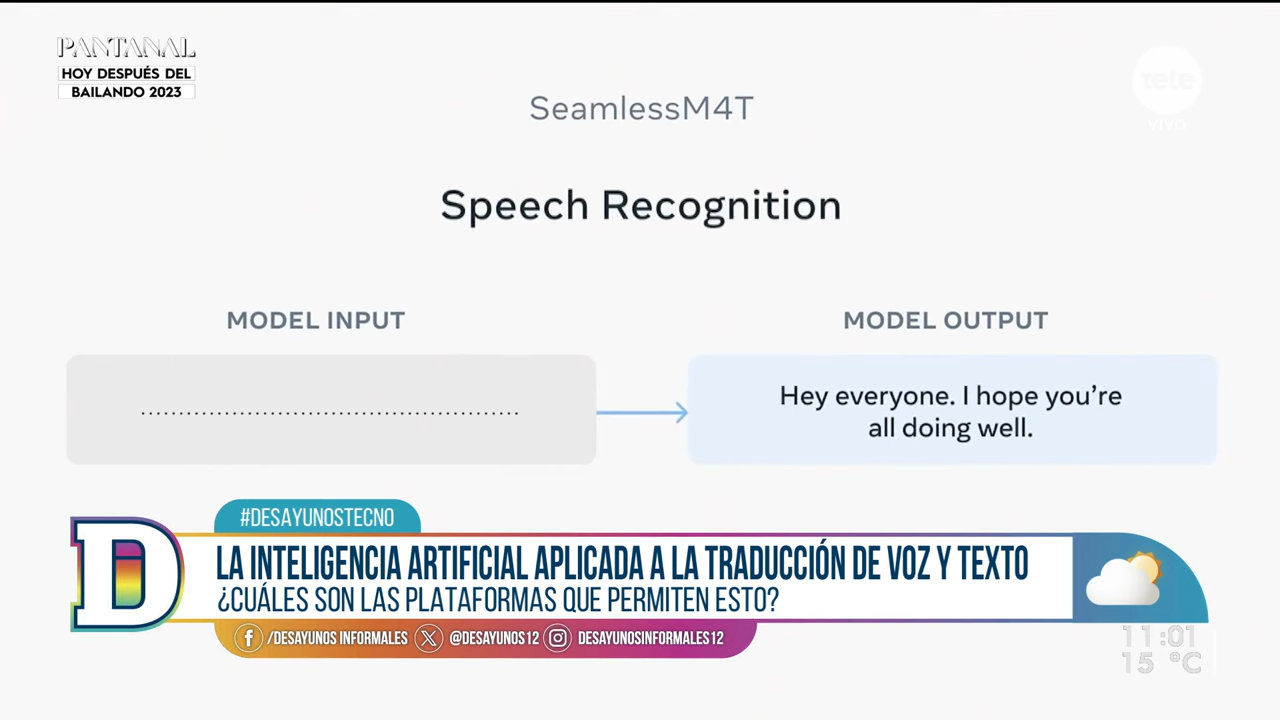 PANTANAL
HOY DESPUÉS DEL
BAILANDO 2023
tele
VIVO
SeamlessM4T
Speech Recognition
MODEL INPUT
MODEL OUTPUT
Hey everyone. I hope you’re
all doing well.
#DESAYUNOSTECNO
D
LA INTELIGENCIA ARTIFICIAL APLICADA A LA TRADUCCIÓN DE VOZ Y TEXTO
¿CUÁLES SON LAS PLATAFORMAS QUE PERMITEN ESTO?
/DESAYUNOS INFORMALES @DESAYUNOS12 DESAYUNOSINFORMALES12
11:01
15 °C